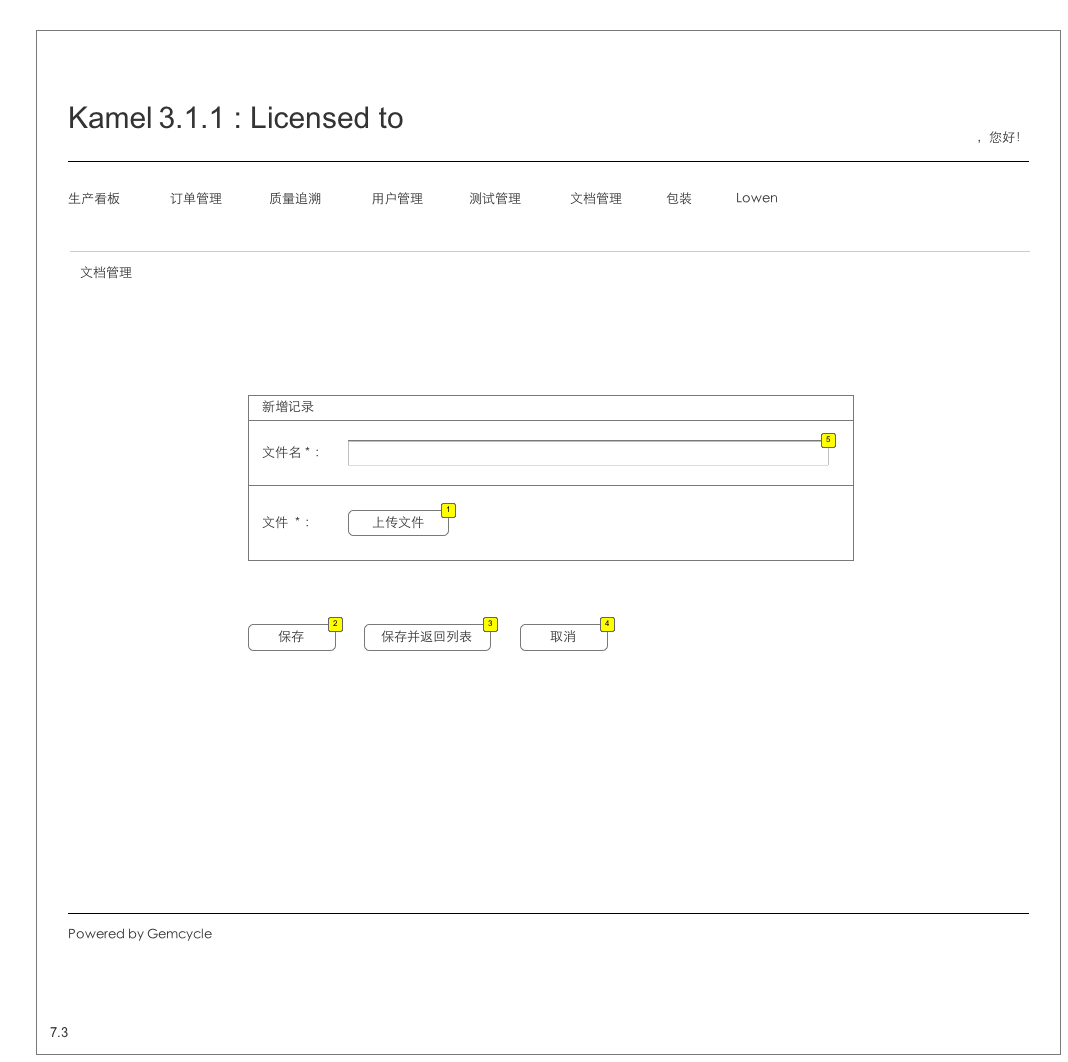 Kamel 3.1.1 : Licensed to
，您好!
生产看板 订单管理 质量追溯 用户管理 测试管理 文档管理 包装 Lowen
文档管理
新增记录
文件名 * :
5
文件 * :
上传文件
1
保存 2 保存并返回列表 3 取消 4
Powered by Gemcycle
7.3